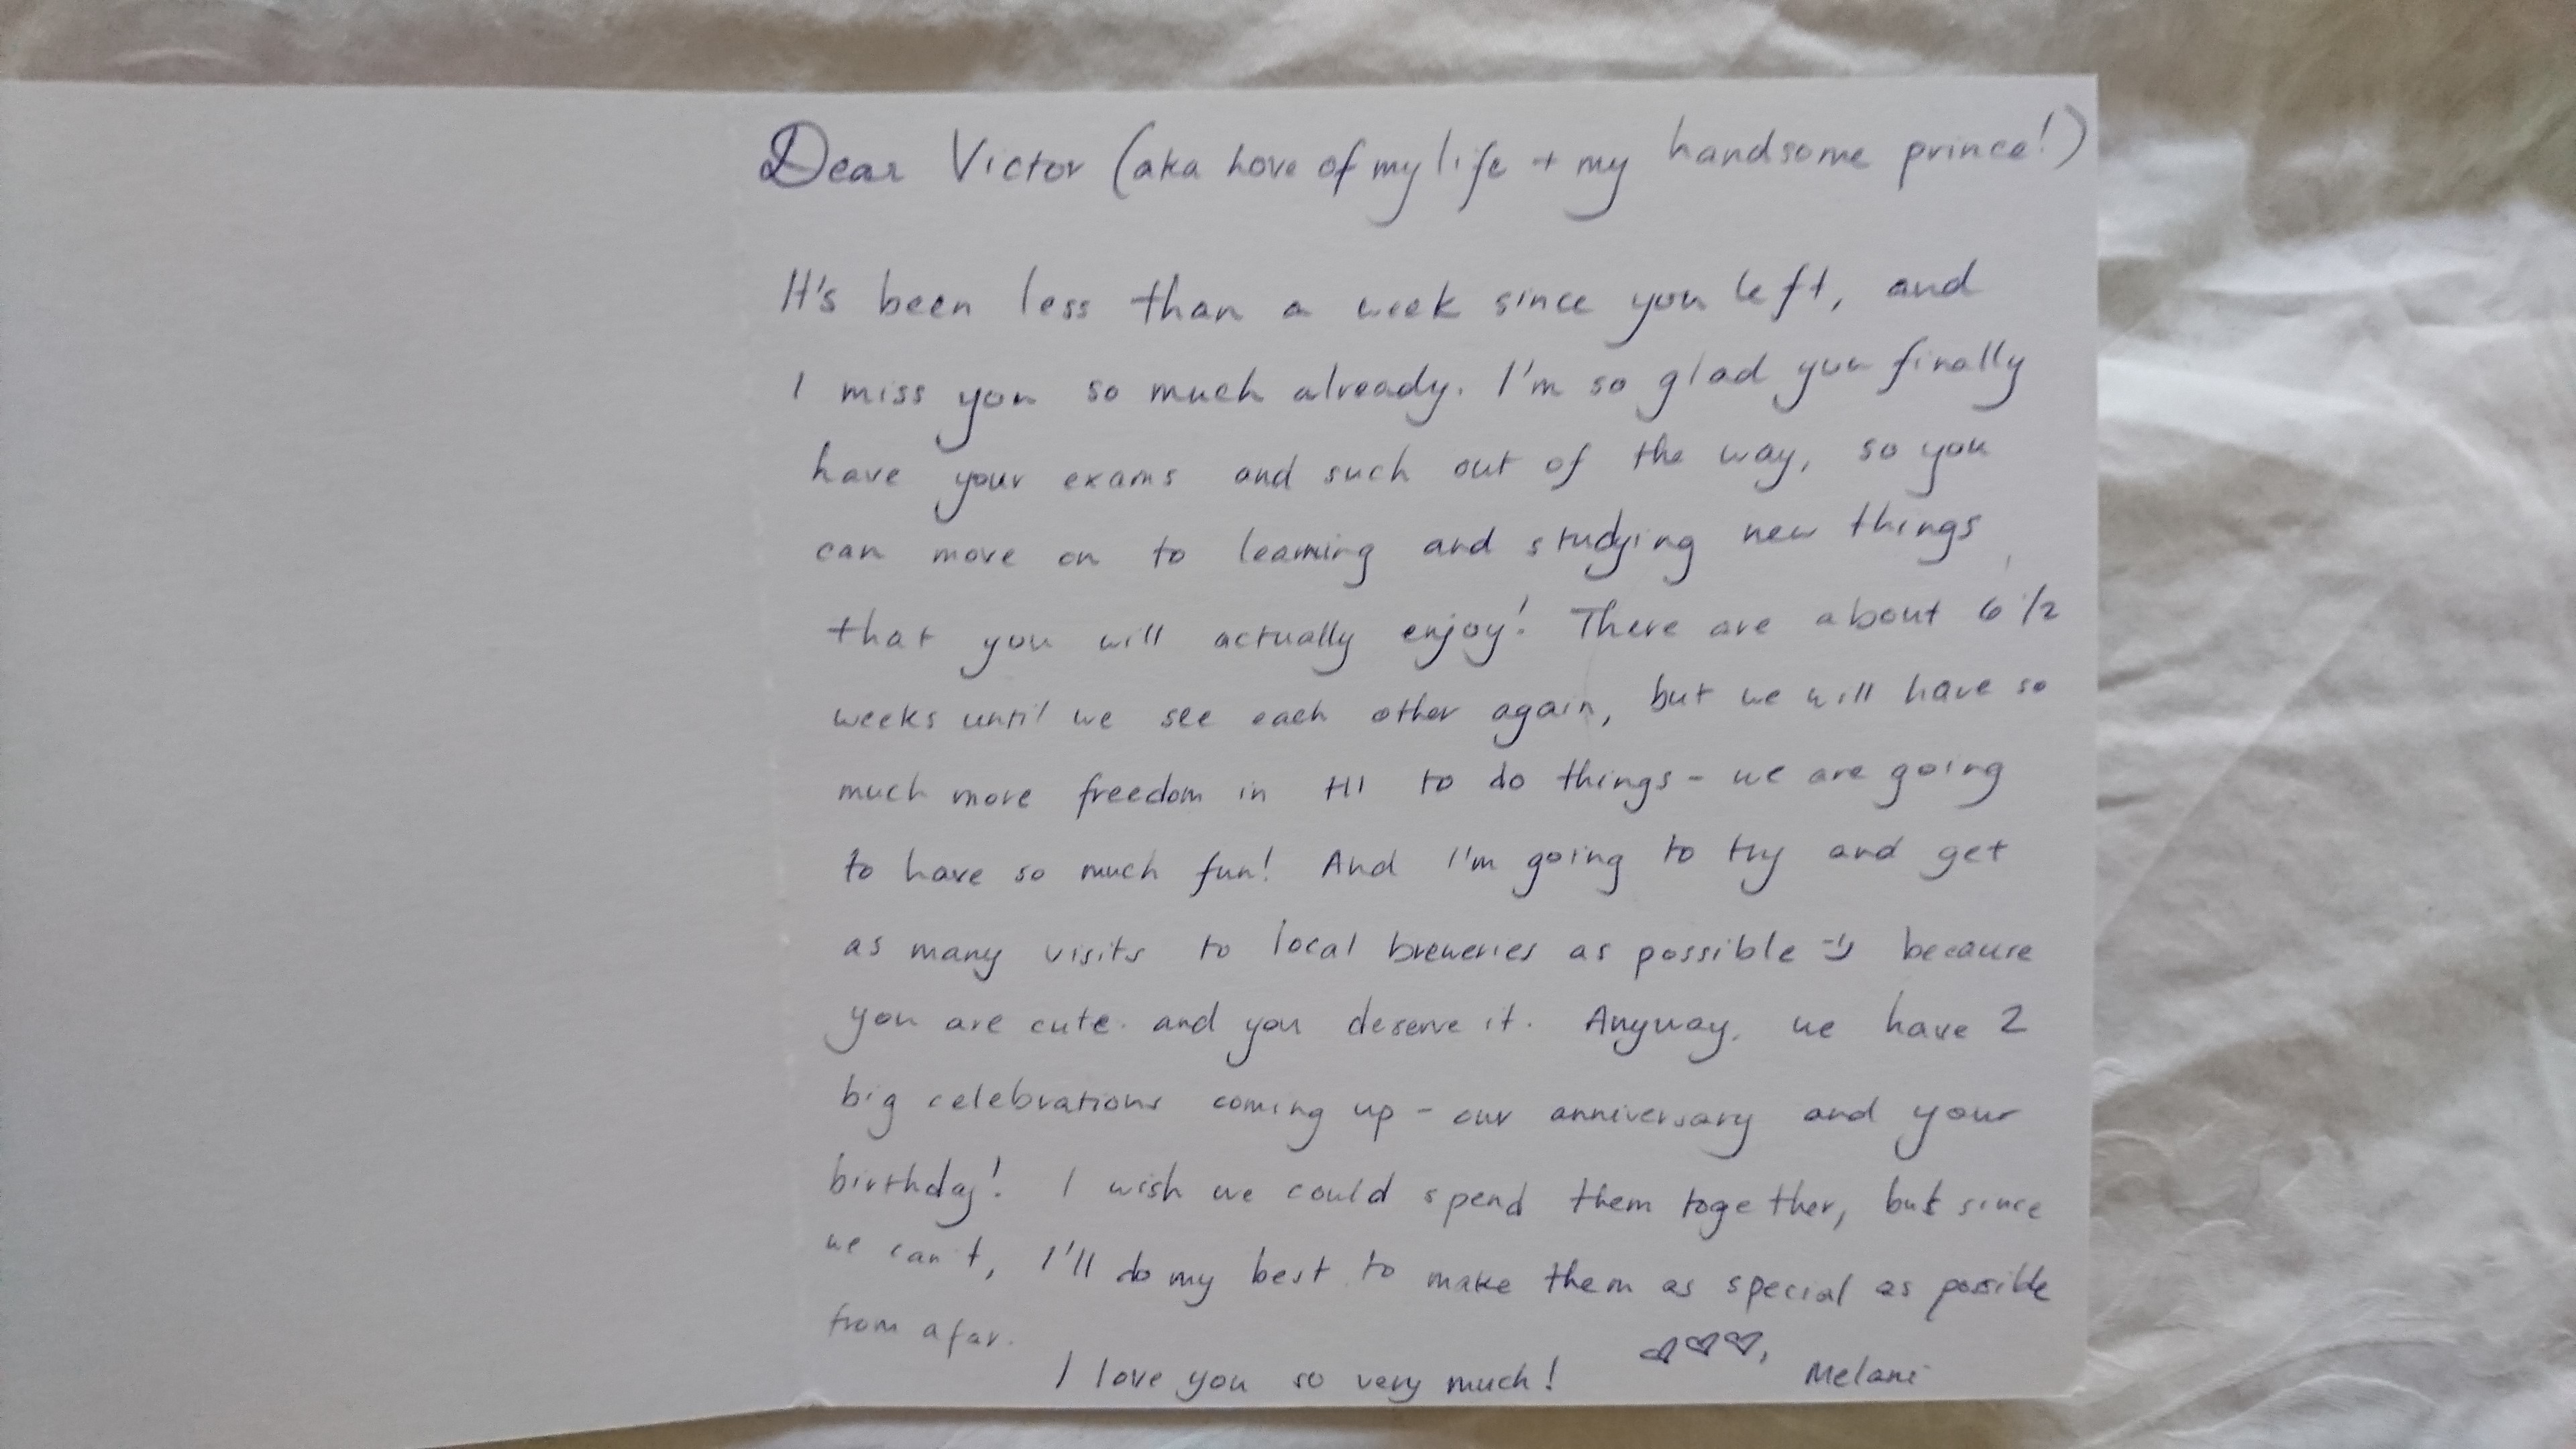 Dear Victor (aka love of my life + my handsome prince!)
It's been less than a week since you left, and
I miss you so much already. I'm so glad you finally
have your exams and such out of the way, so you
can move on to learning and studying new things
that you will actually enjoy! There are about 6 1/2
weeks until we see each other again, but we will have so
much more freedom in HI to do things - we are going
to have so much fun! And I'm going to try and get
as many visits to local breweries as possible :) because
you are cute and you deserve it. Anyway, we have 2
big celebrations coming up - our anniversary and your
birthday! I wish we could spend them together, but since
we can't, I'll do my best to make them as special as possible
from afar.
I love you so very much! ♡♡♡, Melani